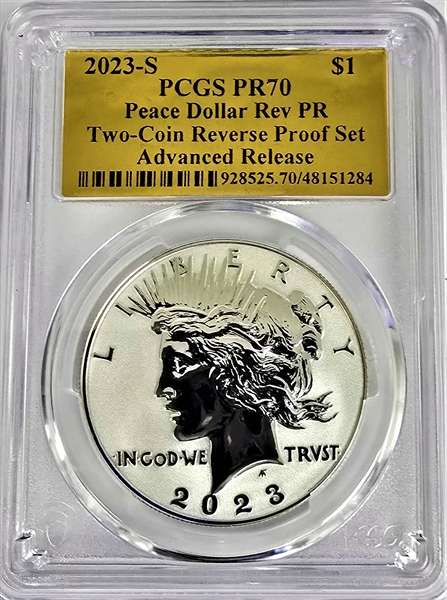 2023-S $1
PCGS PR70
Peace Dollar Rev PR
Two-Coin Reverse Proof Set
Advanced Release
928525.70/48151284
LIBERTY
IN GOD·WE TRVST
2023